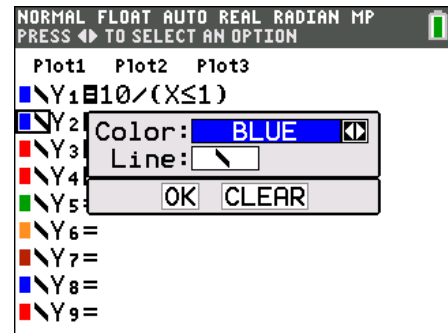 NORMAL FLOAT AUTO REAL RADIAN MP
PRESS ◀▶ TO SELECT AN OPTION
Plot1 Plot2 Plot3
\Y₁=10/(X≤1)
\Y₂
Color: BLUE ◀▶
\Y₃
Line: \
\Y₄
\Y₅=
OK CLEAR
\Y₆=
\Y₇=
\Y₈=
\Y₉=